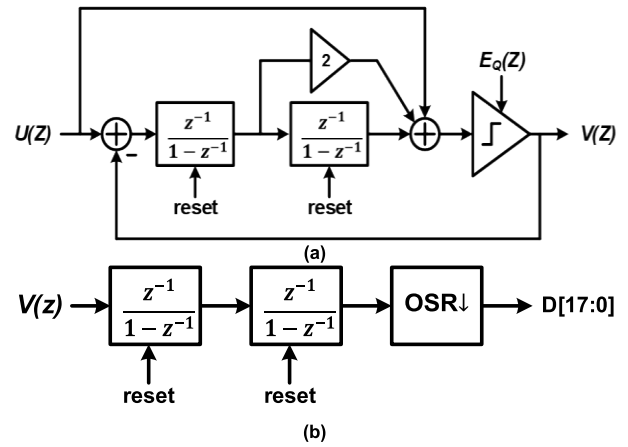 2
E_Q(Z)
U(Z)
z^{-1}
1 - z^{-1}
z^{-1}
1 - z^{-1}
V(Z)
reset
reset
(a)
V(z)
z^{-1}
1 - z^{-1}
z^{-1}
1 - z^{-1}
OSR↓
D[17:0]
reset
reset
(b)